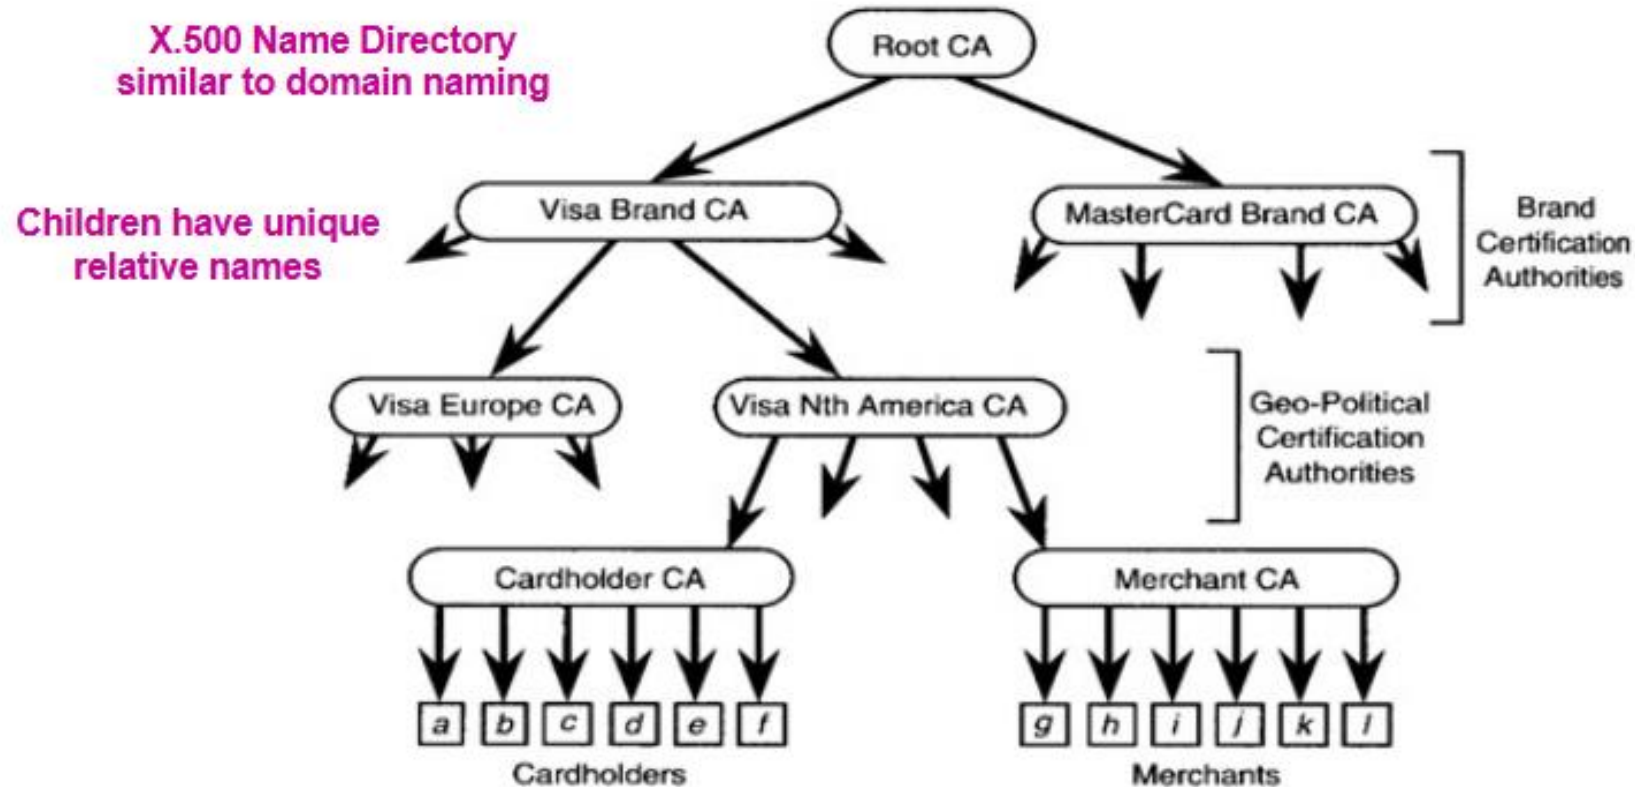 X.500 Name Directory
similar to domain naming
Root CA
Children have unique
relative names
Visa Brand CA
MasterCard Brand CA
Brand
Certification
Authorities
Visa Europe CA
Visa Nth America CA
Geo-Political
Certification
Authorities
Cardholder CA
Merchant CA
a b c d e f
g h i j k l
Cardholders
Merchants